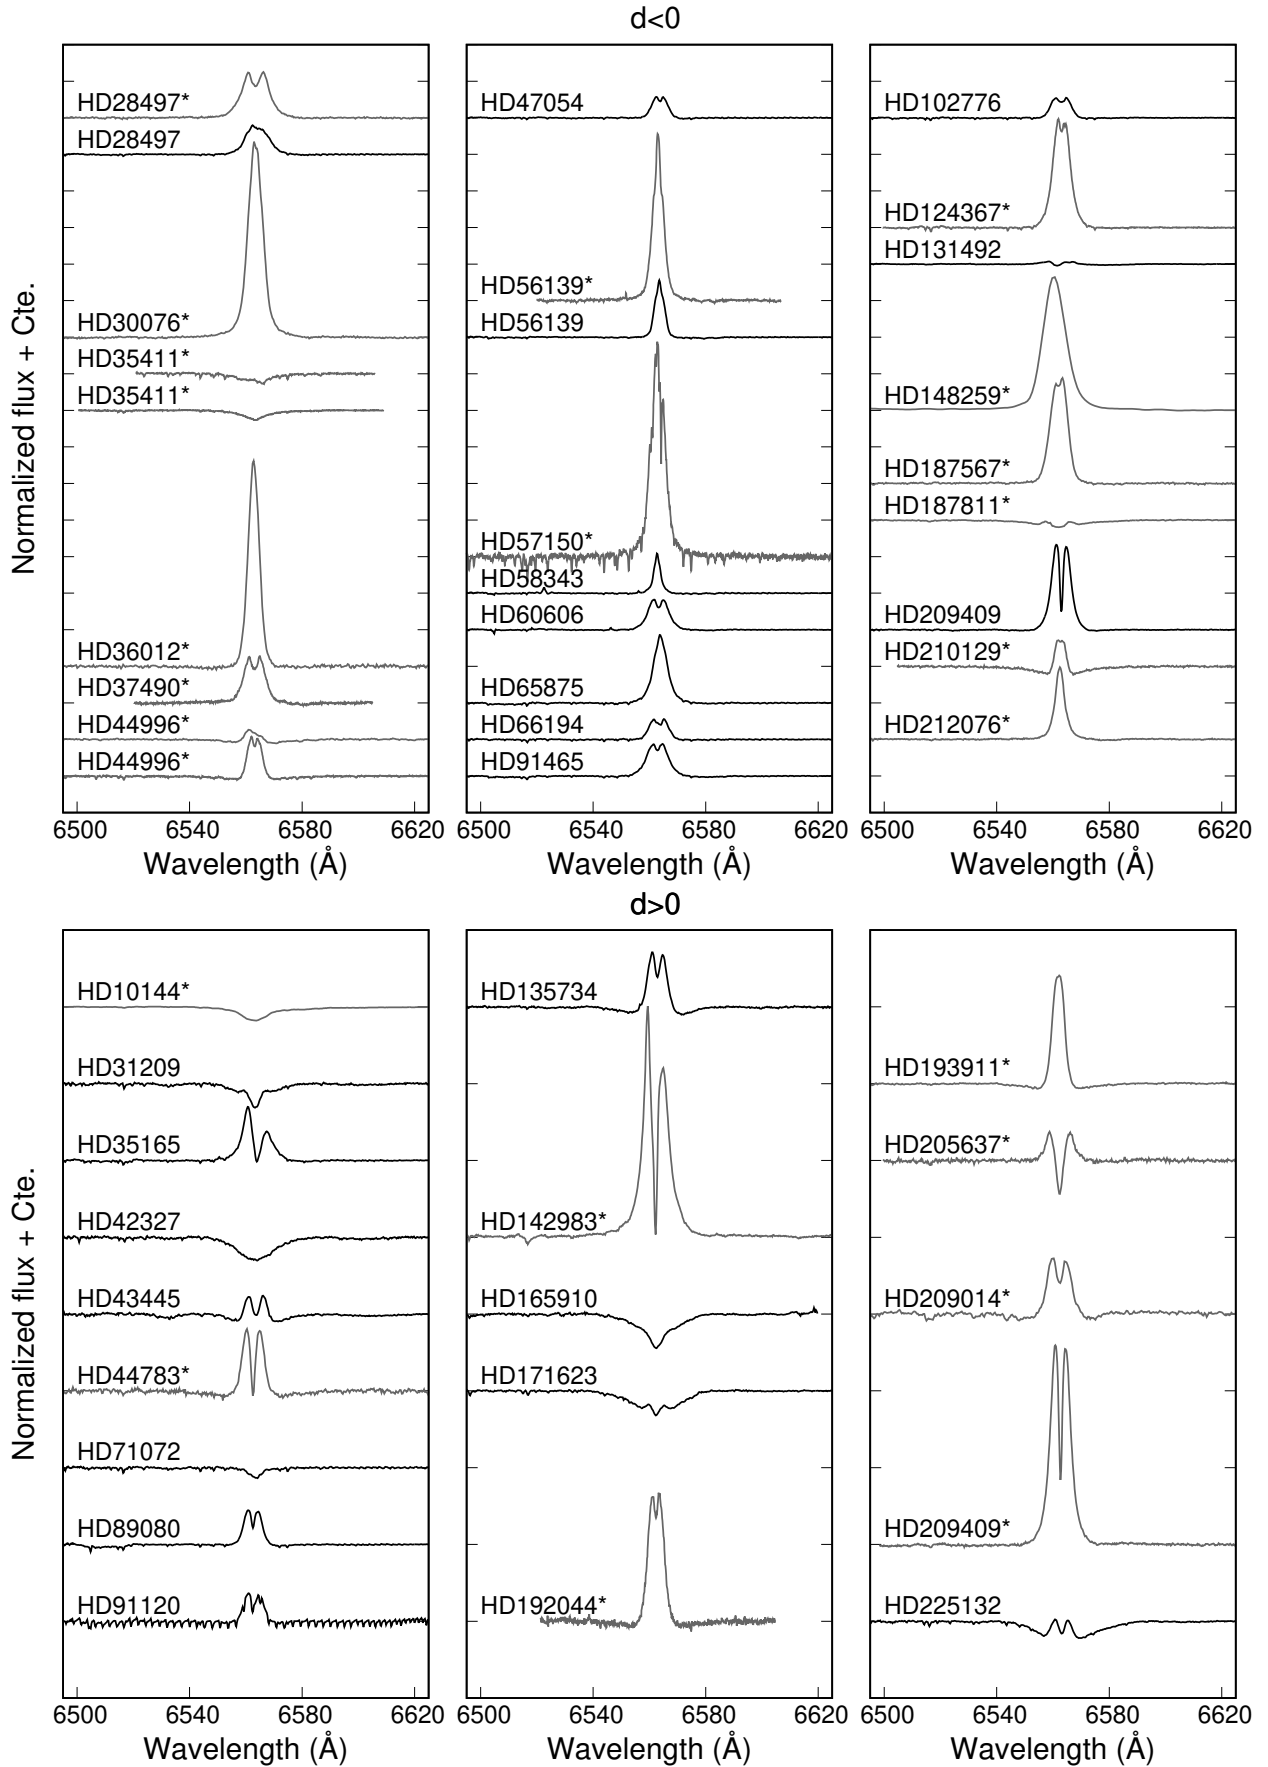 d<0
Normalized flux + Cte.
HD28497*
HD28497
HD30076*
HD35411*
HD35411*
HD36012*
HD37490*
HD44996*
HD44996*
6500 6540 6580 6620
Wavelength (Å)
HD47054
HD56139*
HD56139
HD57150*
HD58343
HD60606
HD65875
HD66194
HD91465
6500 6540 6580 6620
Wavelength (Å)
HD102776
HD124367*
HD131492
HD148259*
HD187567*
HD187811*
HD209409
HD210129*
HD212076*
6500 6540 6580 6620
Wavelength (Å)
d>0
Normalized flux + Cte.
HD10144*
HD31209
HD35165
HD42327
HD43445
HD44783*
HD71072
HD89080
HD91120
6500 6540 6580 6620
Wavelength (Å)
HD135734
HD142983*
HD165910
HD171623
HD192044*
6500 6540 6580 6620
Wavelength (Å)
HD193911*
HD205637*
HD209014*
HD209409*
HD225132
6500 6540 6580 6620
Wavelength (Å)